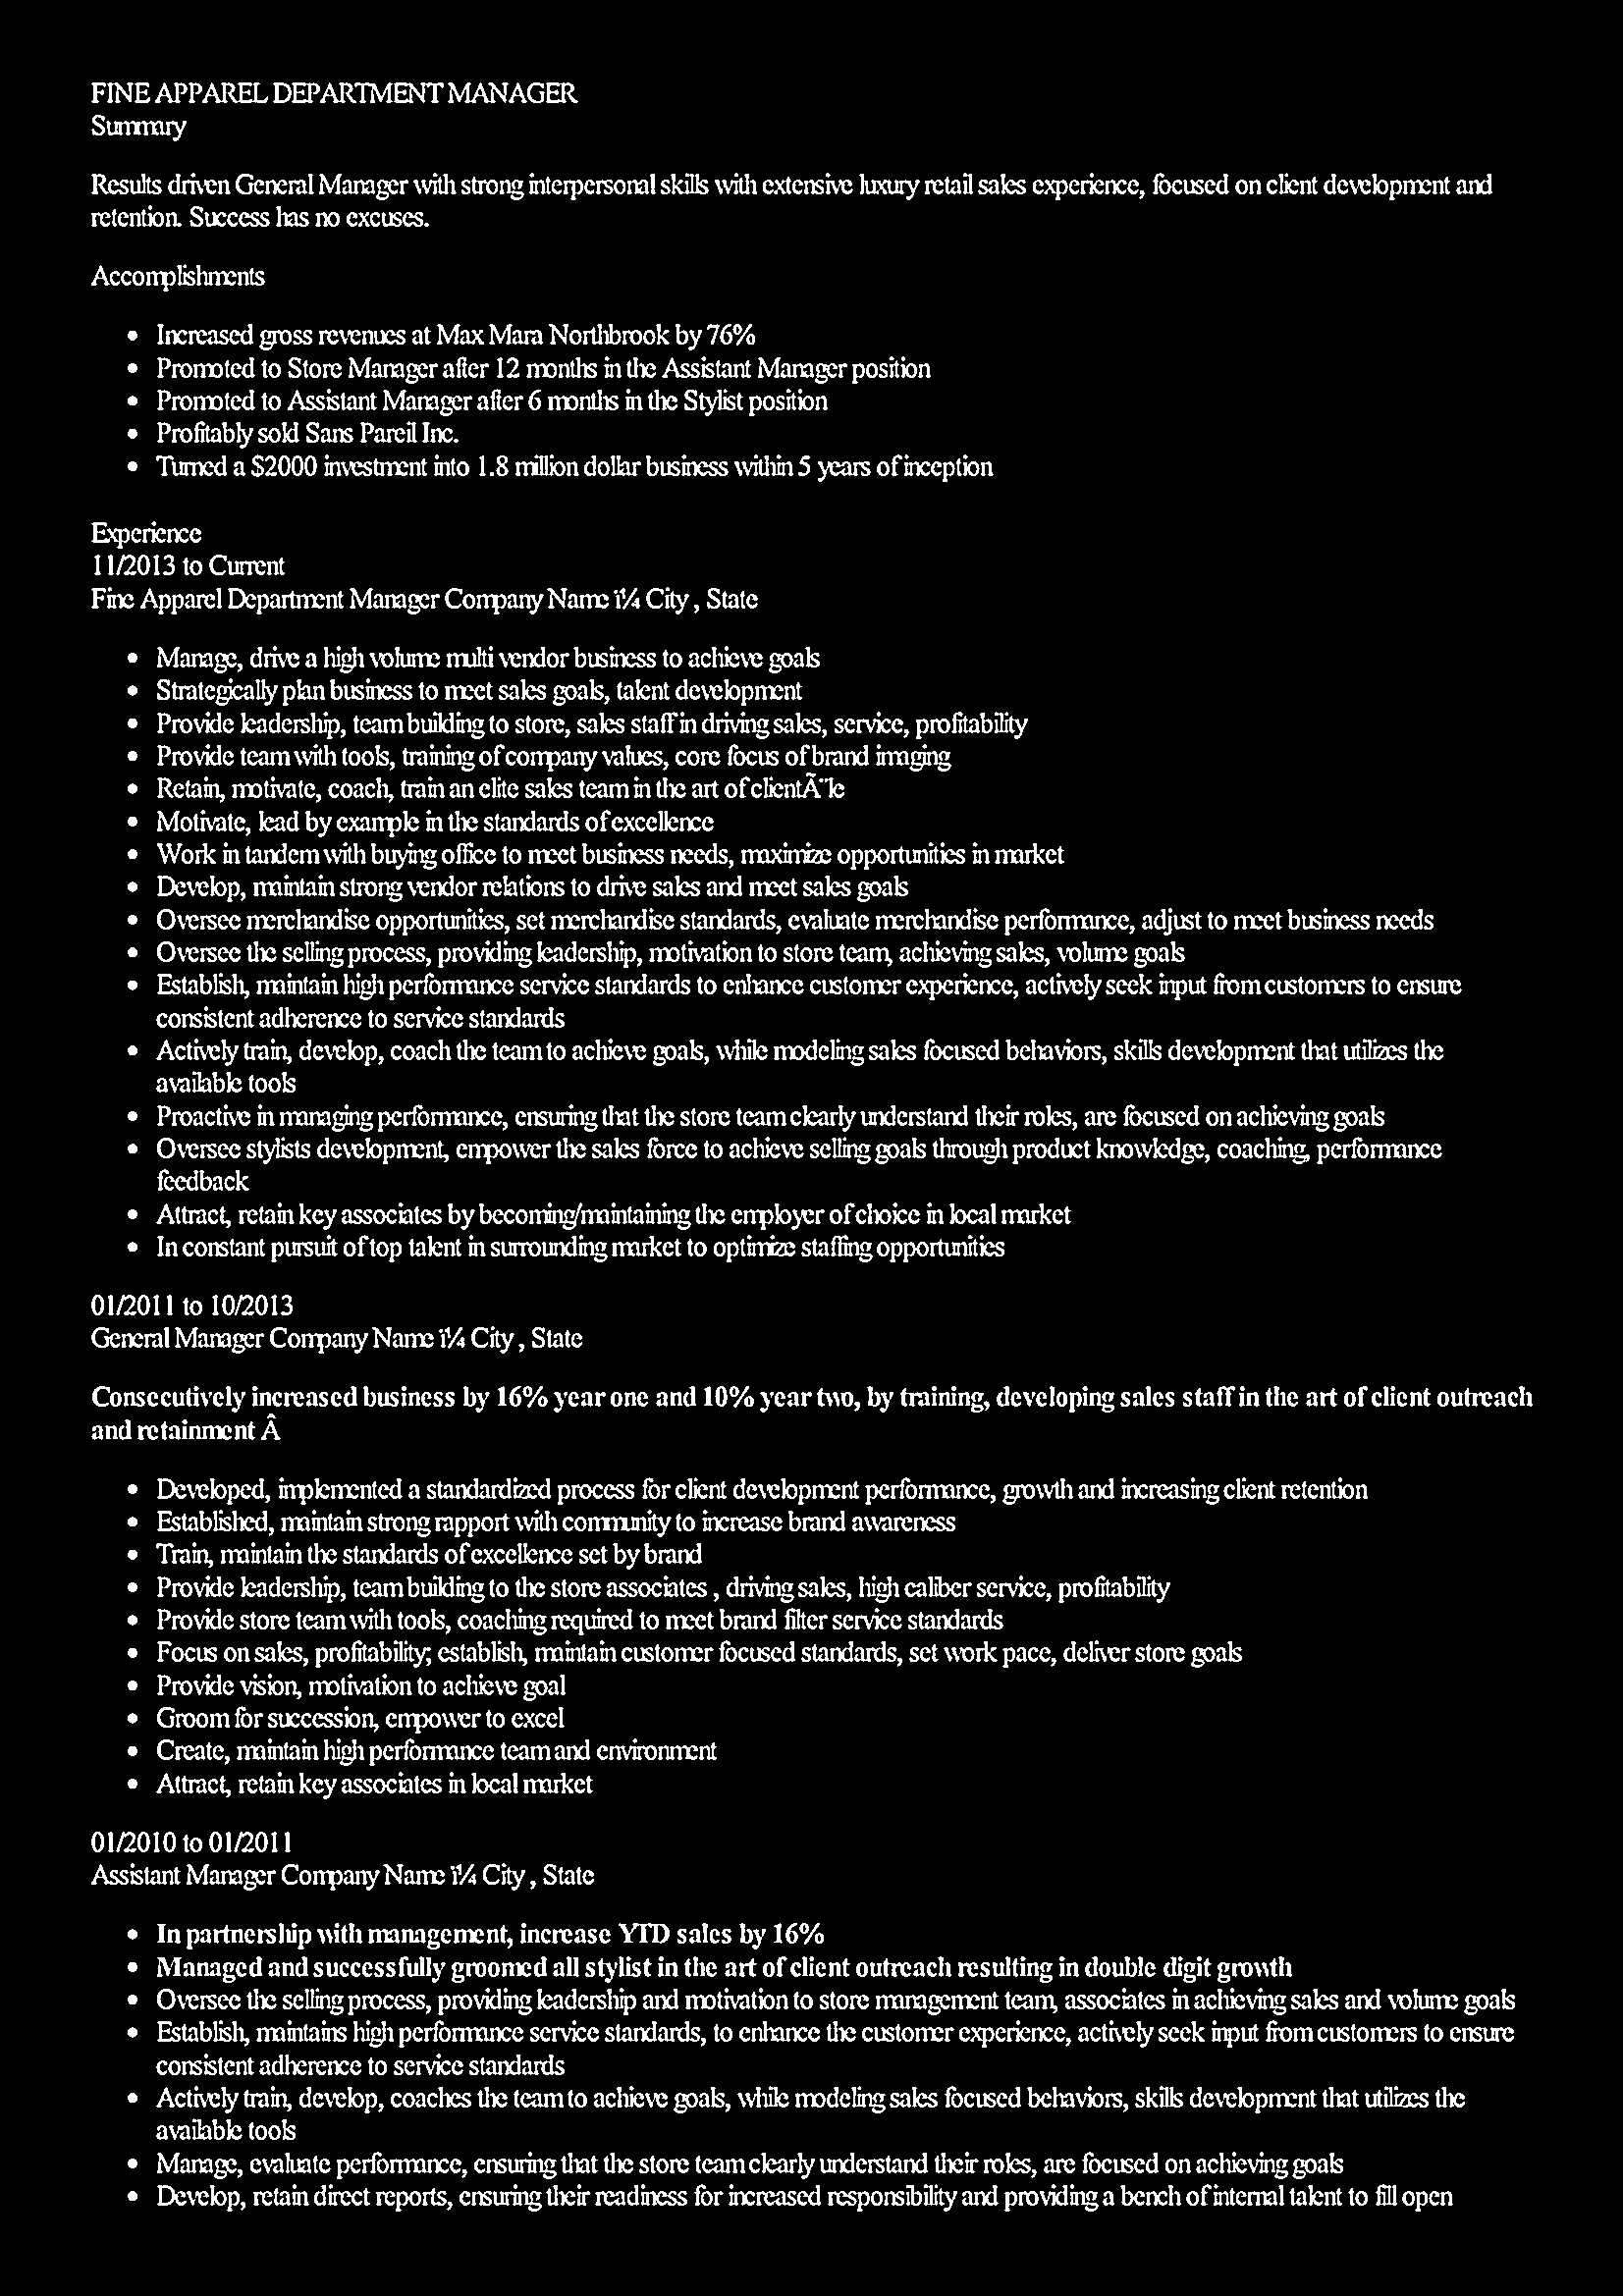 FINE APPAREL DEPARTMENT MANAGER
Summary
Results driven General Manager with strong interpersonal skills with extensive luxury retail sales experience, focused on client development and
retention. Success has no excuses.
Accomplishments
• Increased gross revenues at Max Mara Northbrook by 76%
• Promoted to Store Manager after 12 months in the Assistant Manager position
• Promoted to Assistant Manager after 6 months in the Stylist position
• Profitably sold Sans Pareil Inc.
• Turned a $2000 investment into 1.8 million dollar business within 5 years of inception
Experience
11/2013 to Current
Fine Apparel Department Manager Company Name ï¼ City , State
• Manage, drive a high volume multi vendor business to achieve goals
• Strategically plan business to meet sales goals, talent development
• Provide leadership, team building to store, sales staff in driving sales, service, profitability
• Provide team with tools, training of company values, core focus of brand imaging
• Retain, motivate, coach, train an elite sales team in the art of clientÃ¨le
• Motivate, lead by example in the standards of excellence
• Work in tandem with buying office to meet business needs, maximize opportunities in market
• Develop, maintain strong vendor relations to drive sales and meet sales goals
• Oversee merchandise opportunities, set merchandise standards, evaluate merchandise performance, adjust to meet business needs
• Oversee the selling process, providing leadership, motivation to store team, achieving sales, volume goals
• Establish, maintain high performance service standards to enhance customer experience, actively seek input from customers to ensure
consistent adherence to service standards
• Actively train, develop, coach the team to achieve goals, while modeling sales focused behaviors, skills development that utilizes the
available tools
• Proactive in managing performance, ensuring that the store team clearly understand their roles, are focused on achieving goals
• Oversee stylists development, empower the sales force to achieve selling goals through product knowledge, coaching, performance
feedback
• Attract, retain key associates by becoming/maintaining the employer of choice in local market
• In constant pursuit of top talent in surrounding market to optimize staffing opportunities
01/2011 to 10/2013
General Manager Company Name ï¼ City , State
Consecutively increased business by 16% year one and 10% year two, by training, developing sales staff in the art of client outreach
and retainment Â
• Developed, implemented a standardized process for client development performance, growth and increasing client retention
• Established, maintain strong rapport with community to increase brand awareness
• Train, maintain the standards of excellence set by brand
• Provide leadership, team building to the store associates , driving sales, high caliber service, profitability
• Provide store team with tools, coaching required to meet brand filter service standards
• Focus on sales, profitability; establish, maintain customer focused standards, set work pace, deliver store goals
• Provide vision, motivation to achieve goal
• Groom for succession, empower to excel
• Create, maintain high performance team and environment
• Attract, retain key associates in local market
01/2010 to 01/2011
Assistant Manager Company Name ï¼ City , State
• In partnership with management, increase YTD sales by 16%
• Managed and successfully groomed all stylist in the art of client outreach resulting in double digit growth
• Oversee the selling process, providing leadership and motivation to store management team, associates in achieving sales and volume goals
• Establish, maintains high performance service standards, to enhance the customer experience, actively seek input from customers to ensure
consistent adherence to service standards
• Actively train, develop, coaches the team to achieve goals, while modeling sales focused behaviors, skills development that utilizes the
available tools
• Manage, evaluate performance, ensuring that the store team clearly understand their roles, are focused on achieving goals
• Develop, retain direct reports, ensuring their readiness for increased responsibility and providing a bench of internal talent to fill open